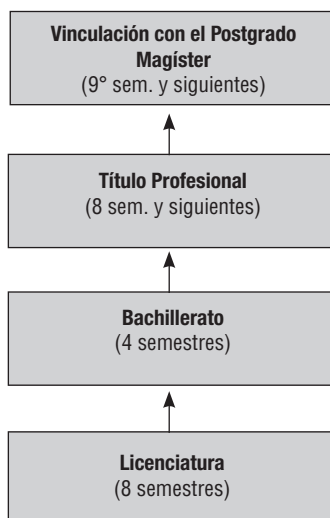 Vinculación con el Postgrado
Magíster
(9° sem. y siguientes)
Título Profesional
(8 sem. y siguientes)
Bachillerato
(4 semestres)
Licenciatura
(8 semestres)